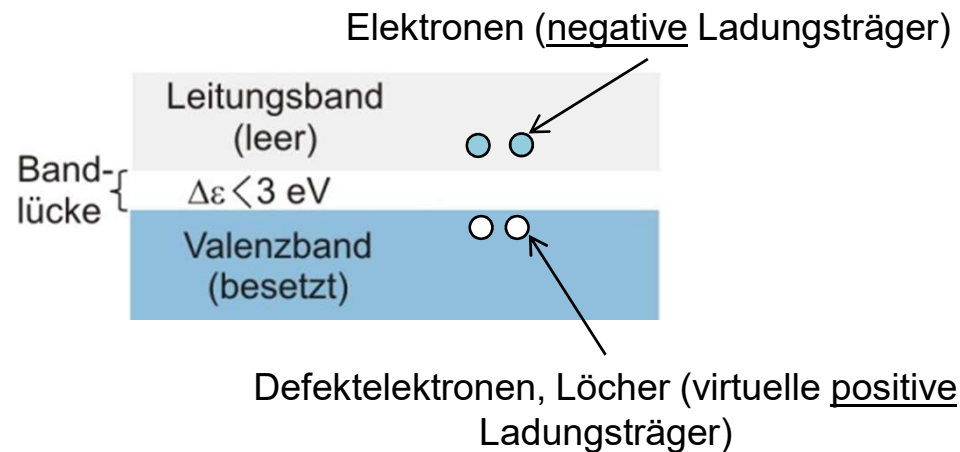 Elektronen (negative Ladungsträger)
Leitungsband
(leer)
Band-
lücke
Δε<3 eV
Valenzband
(besetzt)
Defektelektronen, Löcher (virtuelle positive
Ladungsträger)